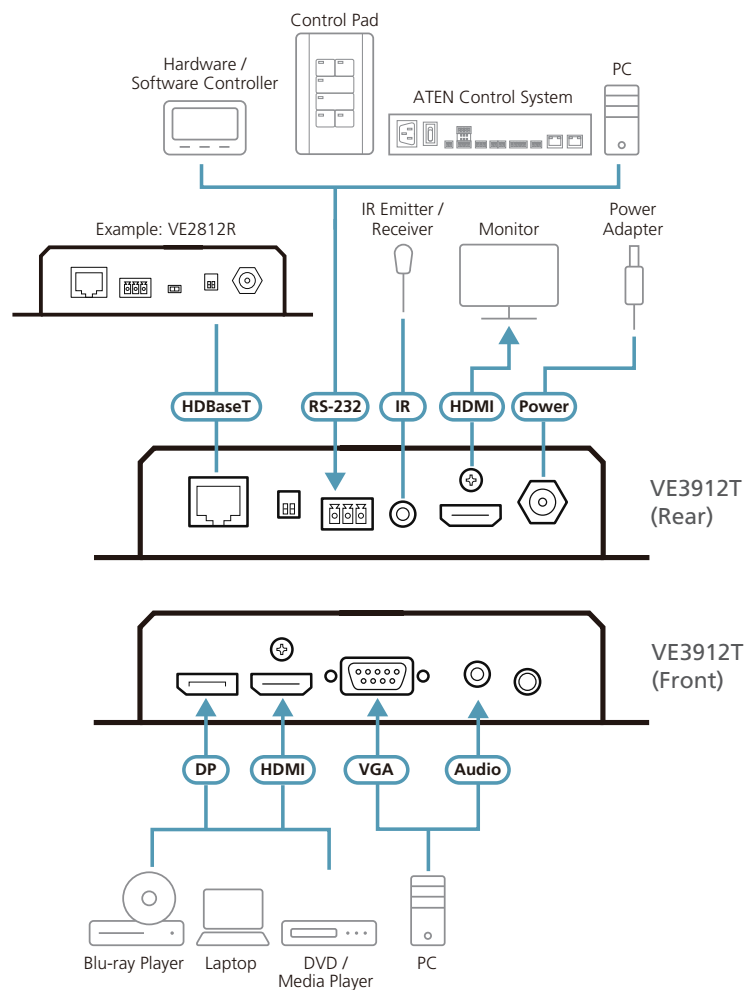 Control Pad
Hardware /
Software Controller
ATEN Control System
PC
Example: VE2812R
IR Emitter /
Receiver
Monitor
Power
Adapter
HDBaseT
RS-232
IR
HDMI
Power
VE3912T
(Rear)
VE3912T
(Front)
DP
HDMI
VGA
Audio
Blu-ray Player
Laptop
DVD /
Media Player
PC